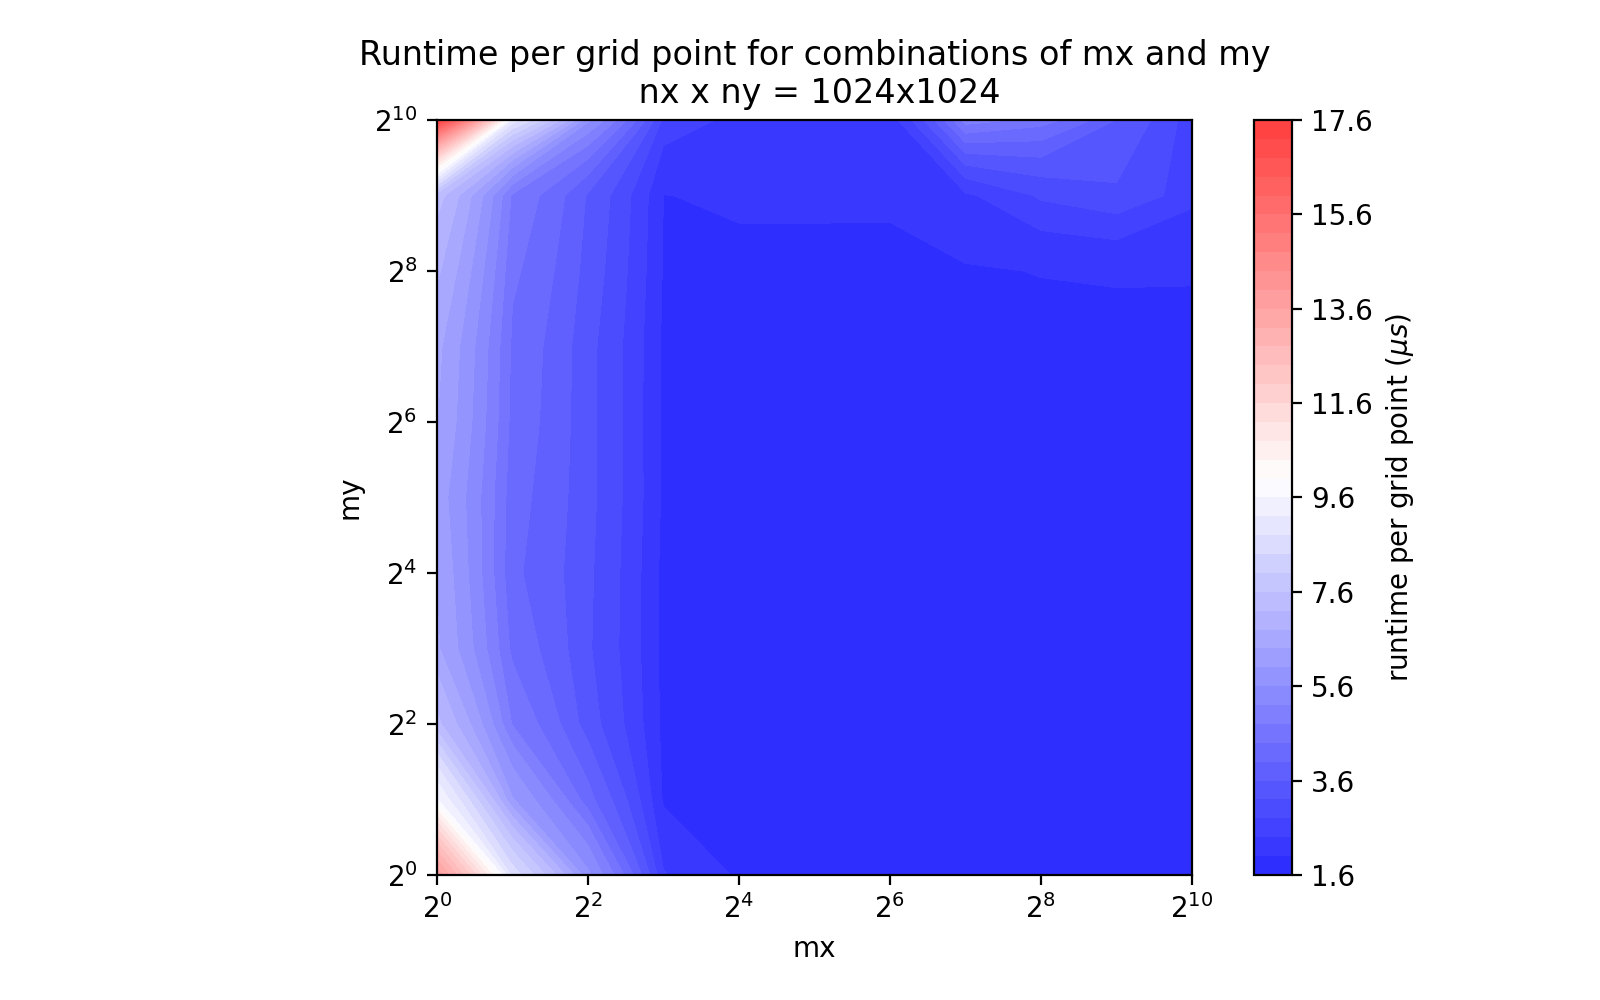 Runtime per grid point for combinations of mx and my
nx x ny = 1024x1024
2^10
2^8
2^6
2^4
2^2
2^0
my
2^0 2^2 2^4 2^6 2^8 2^10
mx
17.6
15.6
13.6
11.6
9.6
7.6
5.6
3.6
1.6
runtime per grid point (μs)